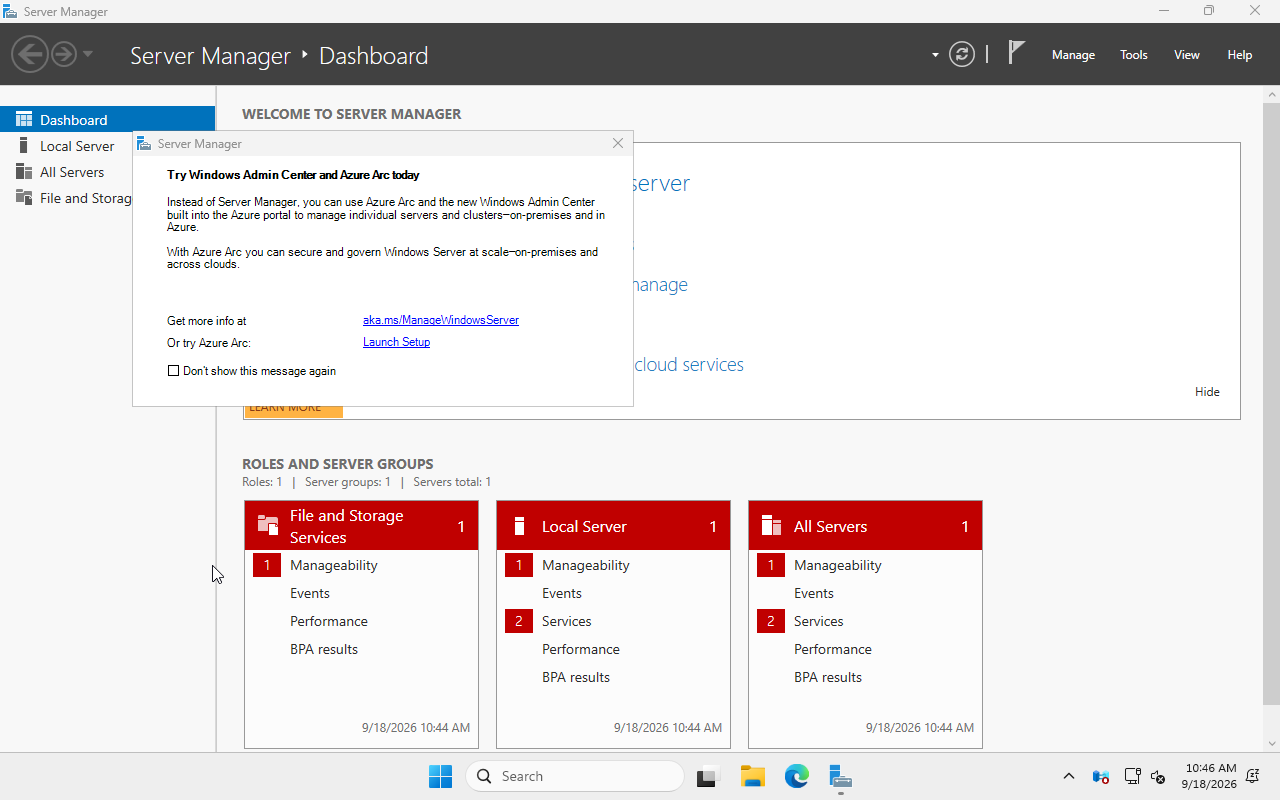 Server Manager
Server Manager ‣ Dashboard
Manage
Tools
View
Help
Dashboard
Local Server
All Servers
File and Storag
WELCOME TO SERVER MANAGER
Server Manager
Try Windows Admin Center and Azure Arc today
Instead of Server Manager, you can use Azure Arc and the new Windows Admin Center
built into the Azure portal to manage individual servers and clusters–on-premises and in
Azure.
With Azure Arc you can secure and govern Windows Server at scale–on-premises and
across clouds.
Get more info at
aka.ms/ManageWindowsServer
Or try Azure Arc:
Launch Setup
Don't show this message again
server
manage
cloud services
Hide
LEARN MORE
ROLES AND SERVER GROUPS
Roles: 1 | Server groups: 1 | Servers total: 1
File and Storage
Services
1
1 Manageability
Events
Performance
BPA results
9/18/2026 10:44 AM
Local Server 1
1 Manageability
Events
2 Services
Performance
BPA results
9/18/2026 10:44 AM
All Servers 1
1 Manageability
Events
2 Services
Performance
BPA results
9/18/2026 10:44 AM
Search
10:46 AM
9/18/2026